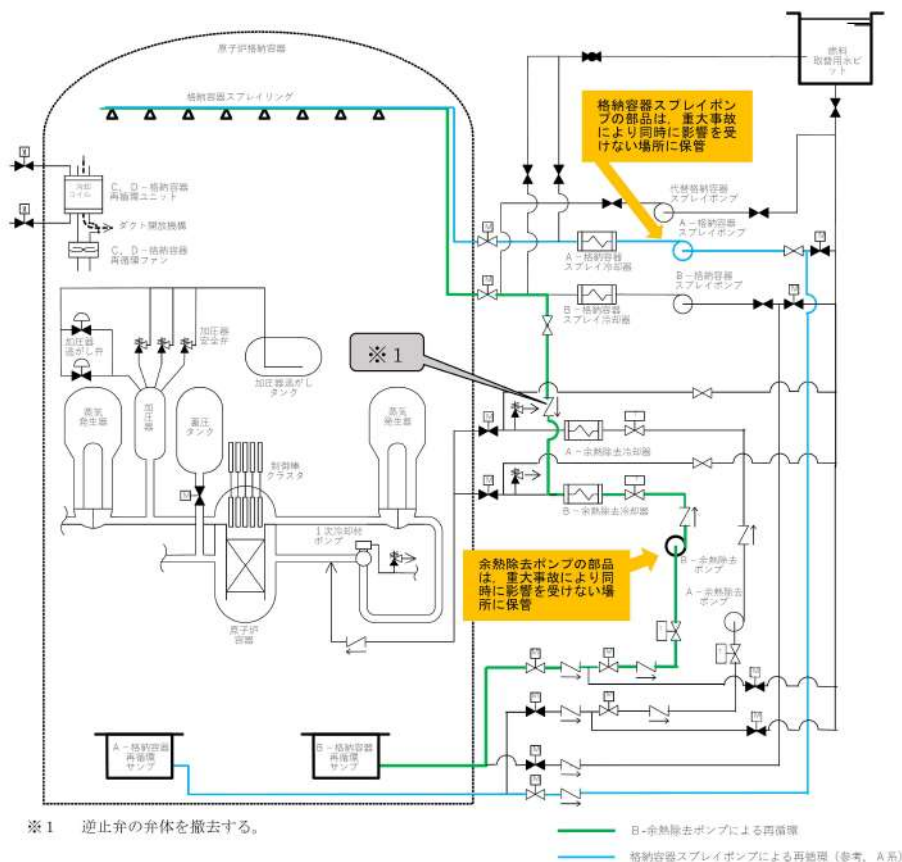 原子炉格納容器
格納容器スプレイリング
燃料
取替用水ピ
ット
格納容器スプレイポン
プの部品は，重大事故
により同時に影響を受
けない場所に保管
冷却
コイル
C，D－格納容器
再循環ユニット
ダクト開放機構
C，D－格納容器
再循環ファン
代替格納容器
スプレイポンプ
A－格納容器
スプレイポンプ
A－格納容器
スプレイ冷却器
B－格納容器
スプレイポンプ
B－格納容器
スプレイ冷却器
加圧器
逃がし弁
加圧器
安全弁
加圧器逃がし
タンク
※１
蒸気
発生器
加
圧
器
蓄圧
タンク
蒸気
発生器
制御棒
クラスタ
A－余熱除去冷却器
B－余熱除去冷却器
1次冷却材
ポンプ
原子炉
容器
余熱除去ポンプの部品
は，重大事故により同
時に影響を受けない場
所に保管
B－余熱除去
ポンプ
A－余熱除去
ポンプ
A－格納容器
再循環
サンプ
B－格納容器
再循環
サンプ
※１　逆止弁の弁体を撤去する。
B-余熱除去ポンプによる再循環
格納容器スプレイポンプによる再循環（参考，A系）